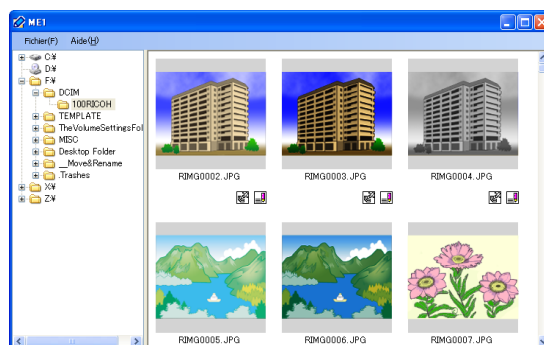 ME1
Fichier(F) Aide(H)
C:¥
D:¥
F:¥
DCIM
100RICOH
TEMPLATE
TheVolumeSettingsFol
MISC
Desktop Folder
__Move&Rename
.Trashes
X:¥
Z:¥
RIMG0002.JPG RIMG0003.JPG RIMG0004.JPG
RIMG0005.JPG RIMG0006.JPG RIMG0007.JPG